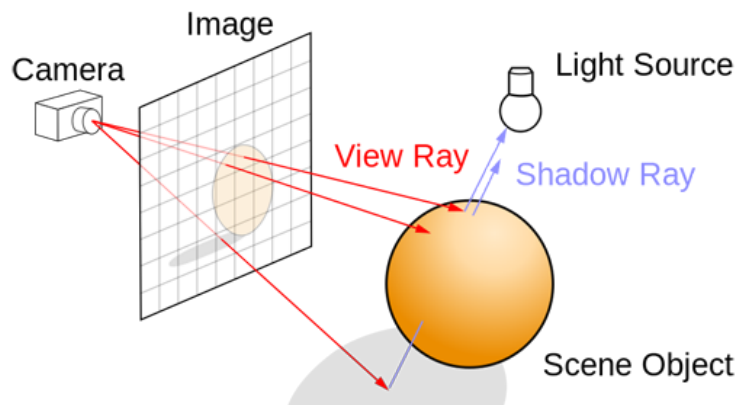 Image
Camera
Light Source
View Ray
Shadow Ray
Scene Object